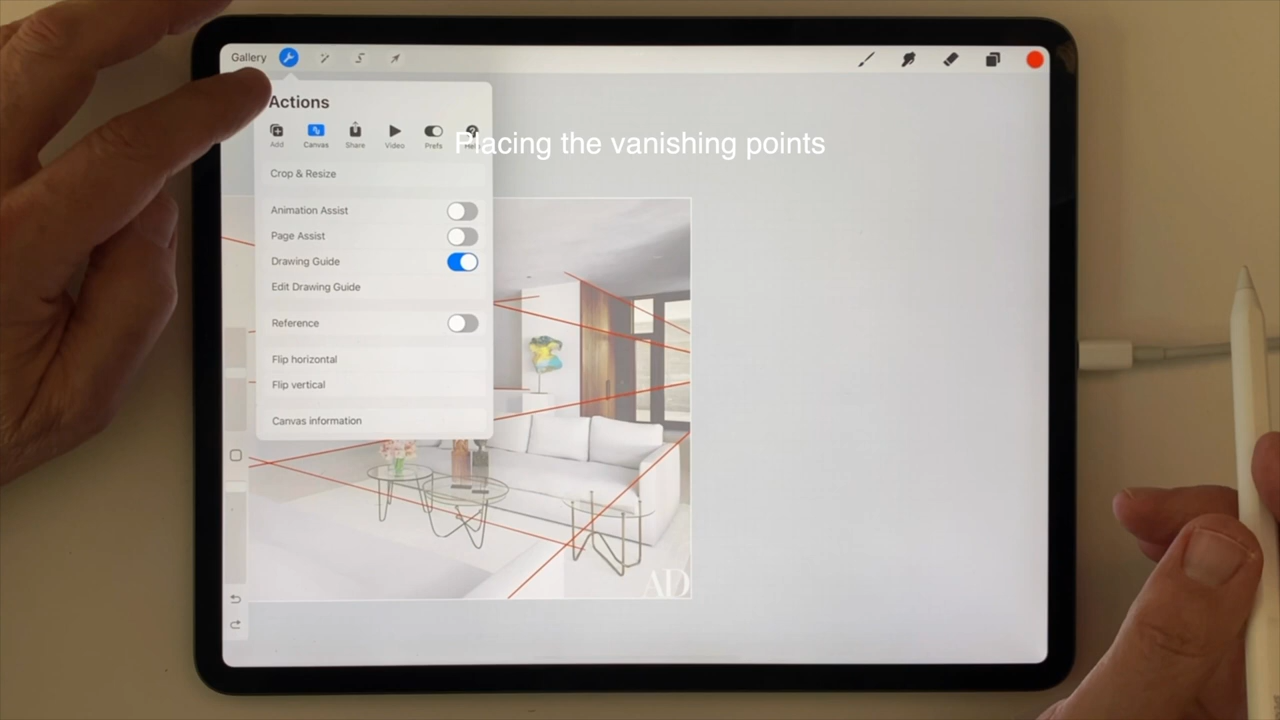 Gallery
Actions
Add Canvas Share Video Prefs
Placing the vanishing points
Crop & Resize
Animation Assist
Page Assist
Drawing Guide
Edit Drawing Guide
Reference
Flip horizontal
Flip vertical
Canvas information
AD